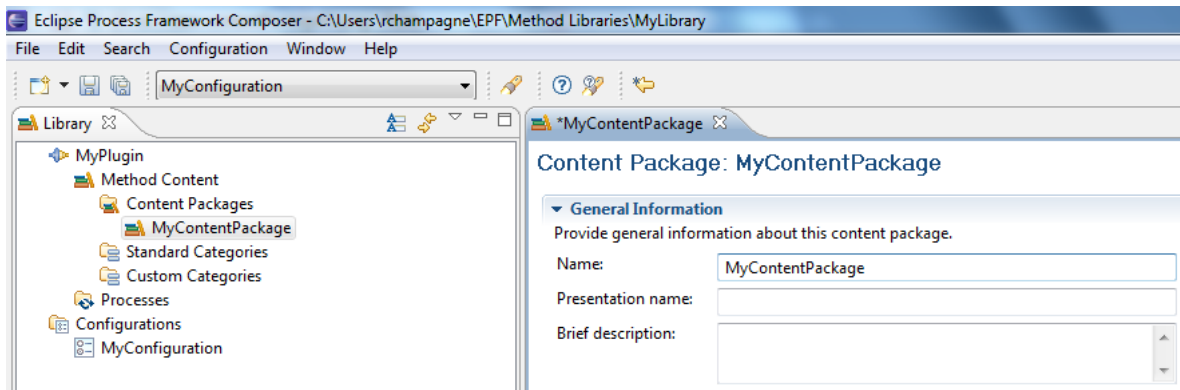 Eclipse Process Framework Composer - C:\Users\rchampagne\EPF\Method Libraries\MyLibrary
File Edit Search Configuration Window Help
MyConfiguration
Library
*MyContentPackage
MyPlugin
Method Content
Content Packages
MyContentPackage
Standard Categories
Custom Categories
Processes
Configurations
MyConfiguration
Content Package: MyContentPackage
General Information
Provide general information about this content package.
Name: MyContentPackage
Presentation name:
Brief description: